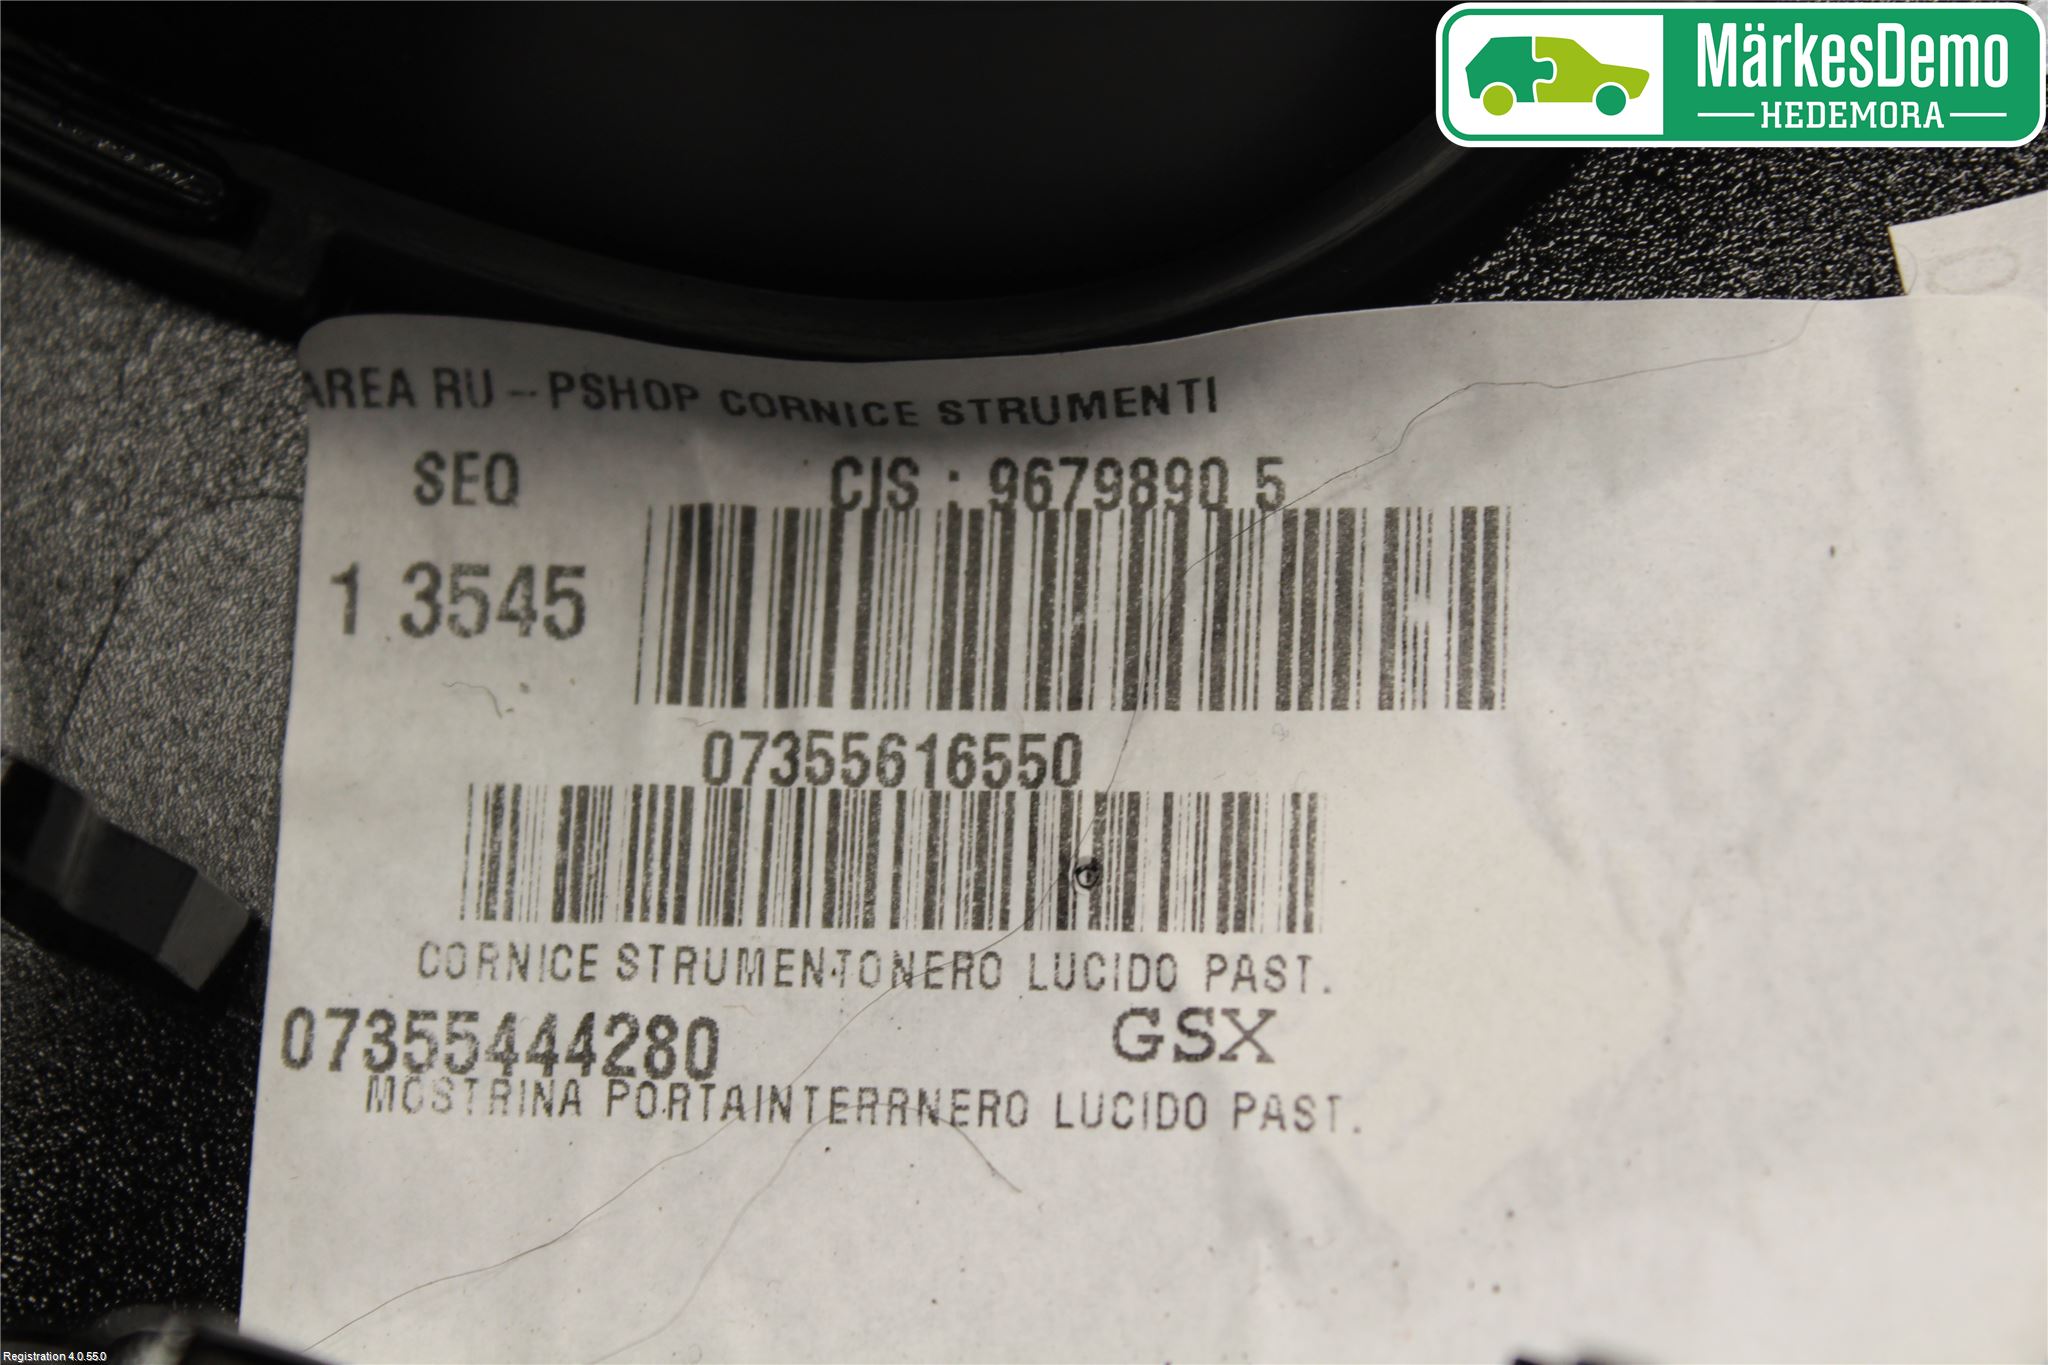 MärkesDemo
HEDEMORA
AREA RU - PSHOP CORNICE STRUMENTI
SEQ
CIS : 9679890 5
1 3545
07355616550
CORNICE STRUMENTONERO LUCIDO PAST.
07355444280
GSX
MOSTRINA PORTAINTERRNERO LUCIDO PAST.
Registration 4.0.55.0